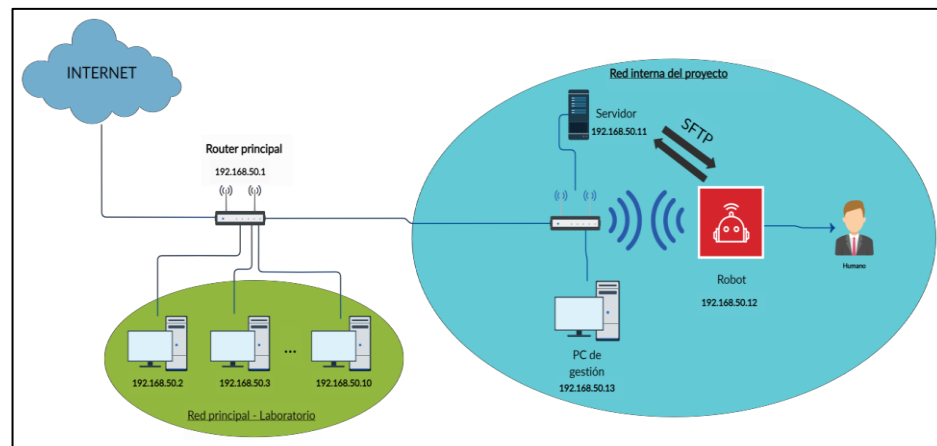 INTERNET
Router principal
192.168.50.1
Red interna del proyecto
Servidor
192.168.50.11
SFTP
Robot
192.168.50.12
Humano
PC de
gestión
192.168.50.13
...
192.168.50.2
192.168.50.3
192.168.50.10
Red principal - Laboratorio